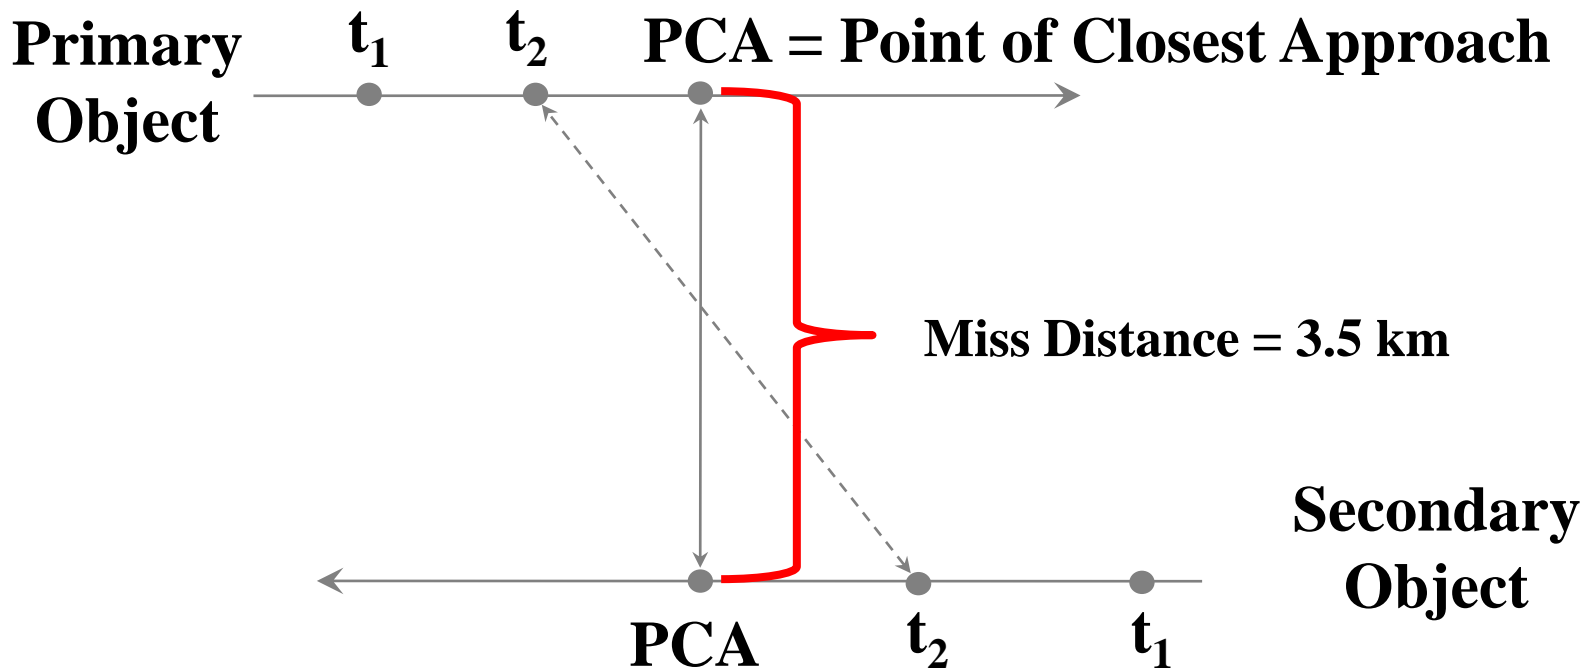 Primary
Object
t₁
t₂
PCA = Point of Closest Approach
Miss Distance = 3.5 km
Secondary
Object
PCA
t₂
t₁